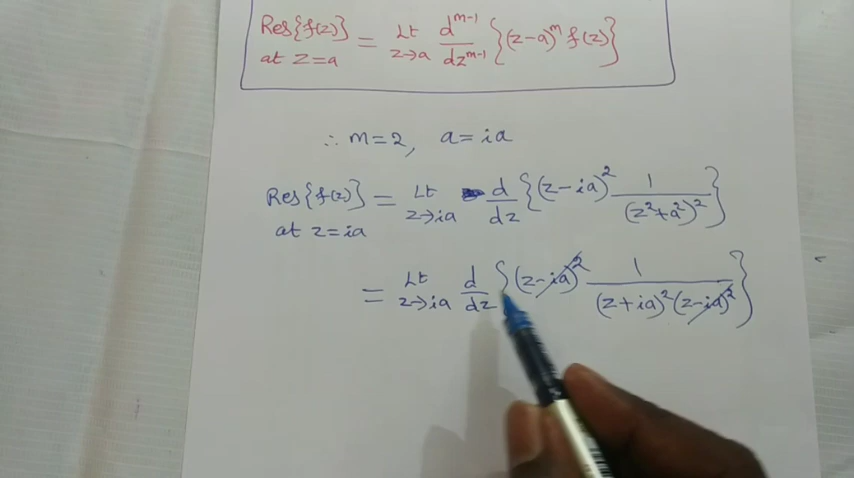 Res{f(z)} at z=a = Lt z→a d^{m-1}/dz^{m-1} {(z-a)^m f(z)}
∴ m=2, a=ia
Res{f(z)} at z=ia = Lt z→ia d/dz {(z-ia)^2 1/(z^2+a^2)^2}
= Lt z→ia d/dz {(z-ia)^2 1/((z+ia)^2(z-ia)^2)}